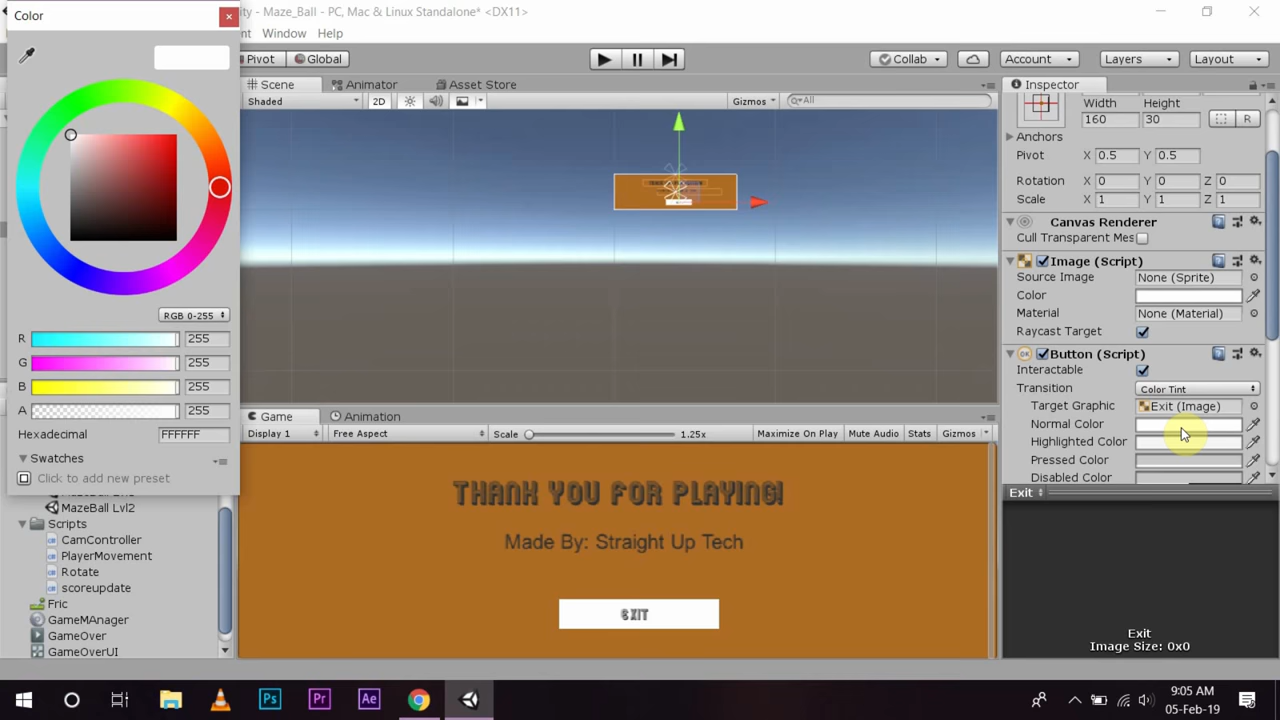 Color
ity - Maze_Ball - PC, Mac & Linux Standalone* <DX11>
nt Window Help
Pivot Global
Collab Account Layers Layout
Scene Animator Asset Store
Shaded 2D Gizmos All
RGB 0-255
R 255
G 255
B 255
A 255
Hexadecimal FFFFFF
Swatches
Click to add new preset
MazeBall Lvl2
Scripts
CamController
PlayerMovement
Rotate
scoreupdate
Fric
GameMAnager
GameOver
GameOverUI
Game Animation
Display 1 Free Aspect Scale 1.25x Maximize On Play Mute Audio Stats Gizmos
THANK YOU FOR PLAYING!
Made By: Straight Up Tech
EXIT
Inspector
Width Height
160 30 R
Anchors
Pivot X 0.5 Y 0.5
Rotation X 0 Y 0 Z 0
Scale X 1 Y 1 Z 1
Canvas Renderer
Cull Transparent Mes
Image (Script)
Source Image None (Sprite)
Color
Material None (Material)
Raycast Target
Button (Script)
Interactable
Transition Color Tint
Target Graphic Exit (Image)
Normal Color
Highlighted Color
Pressed Color
Disabled Color
Exit
Exit
Image Size: 0x0
Ps Pr Ae
9:05 AM
05-Feb-19